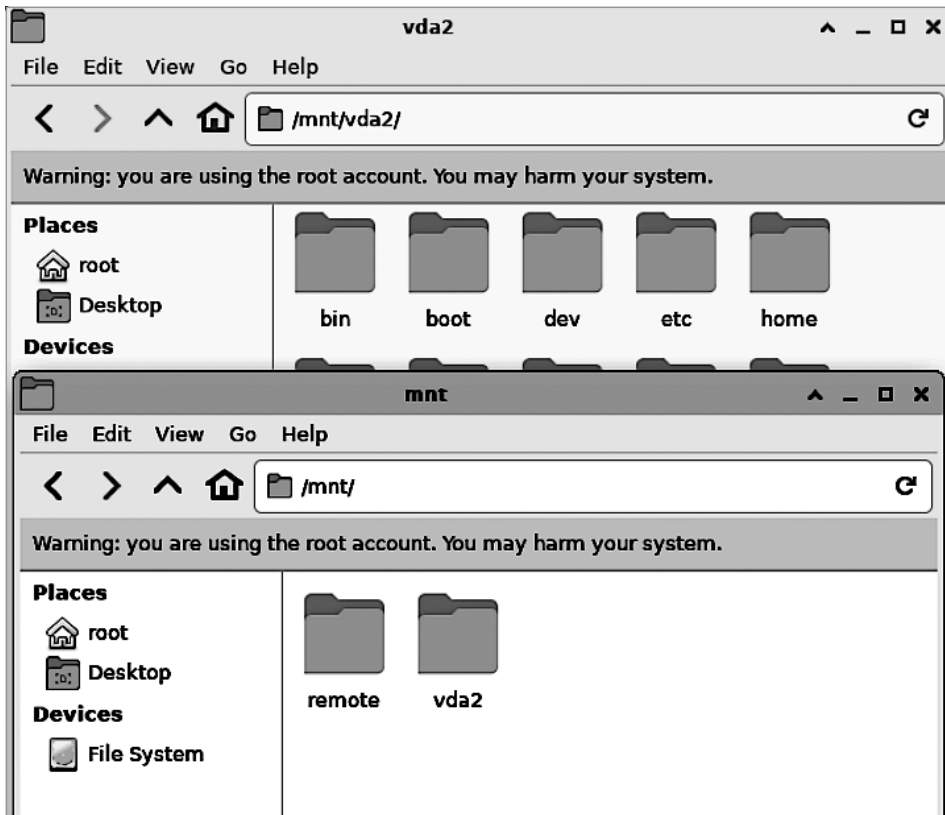 vda2
File Edit View Go Help
/mnt/vda2/
Warning: you are using the root account. You may harm your system.
Places
root
Desktop
Devices
bin boot dev etc home
mnt
File Edit View Go Help
/mnt/
Warning: you are using the root account. You may harm your system.
Places
root
Desktop
Devices
File System
remote vda2